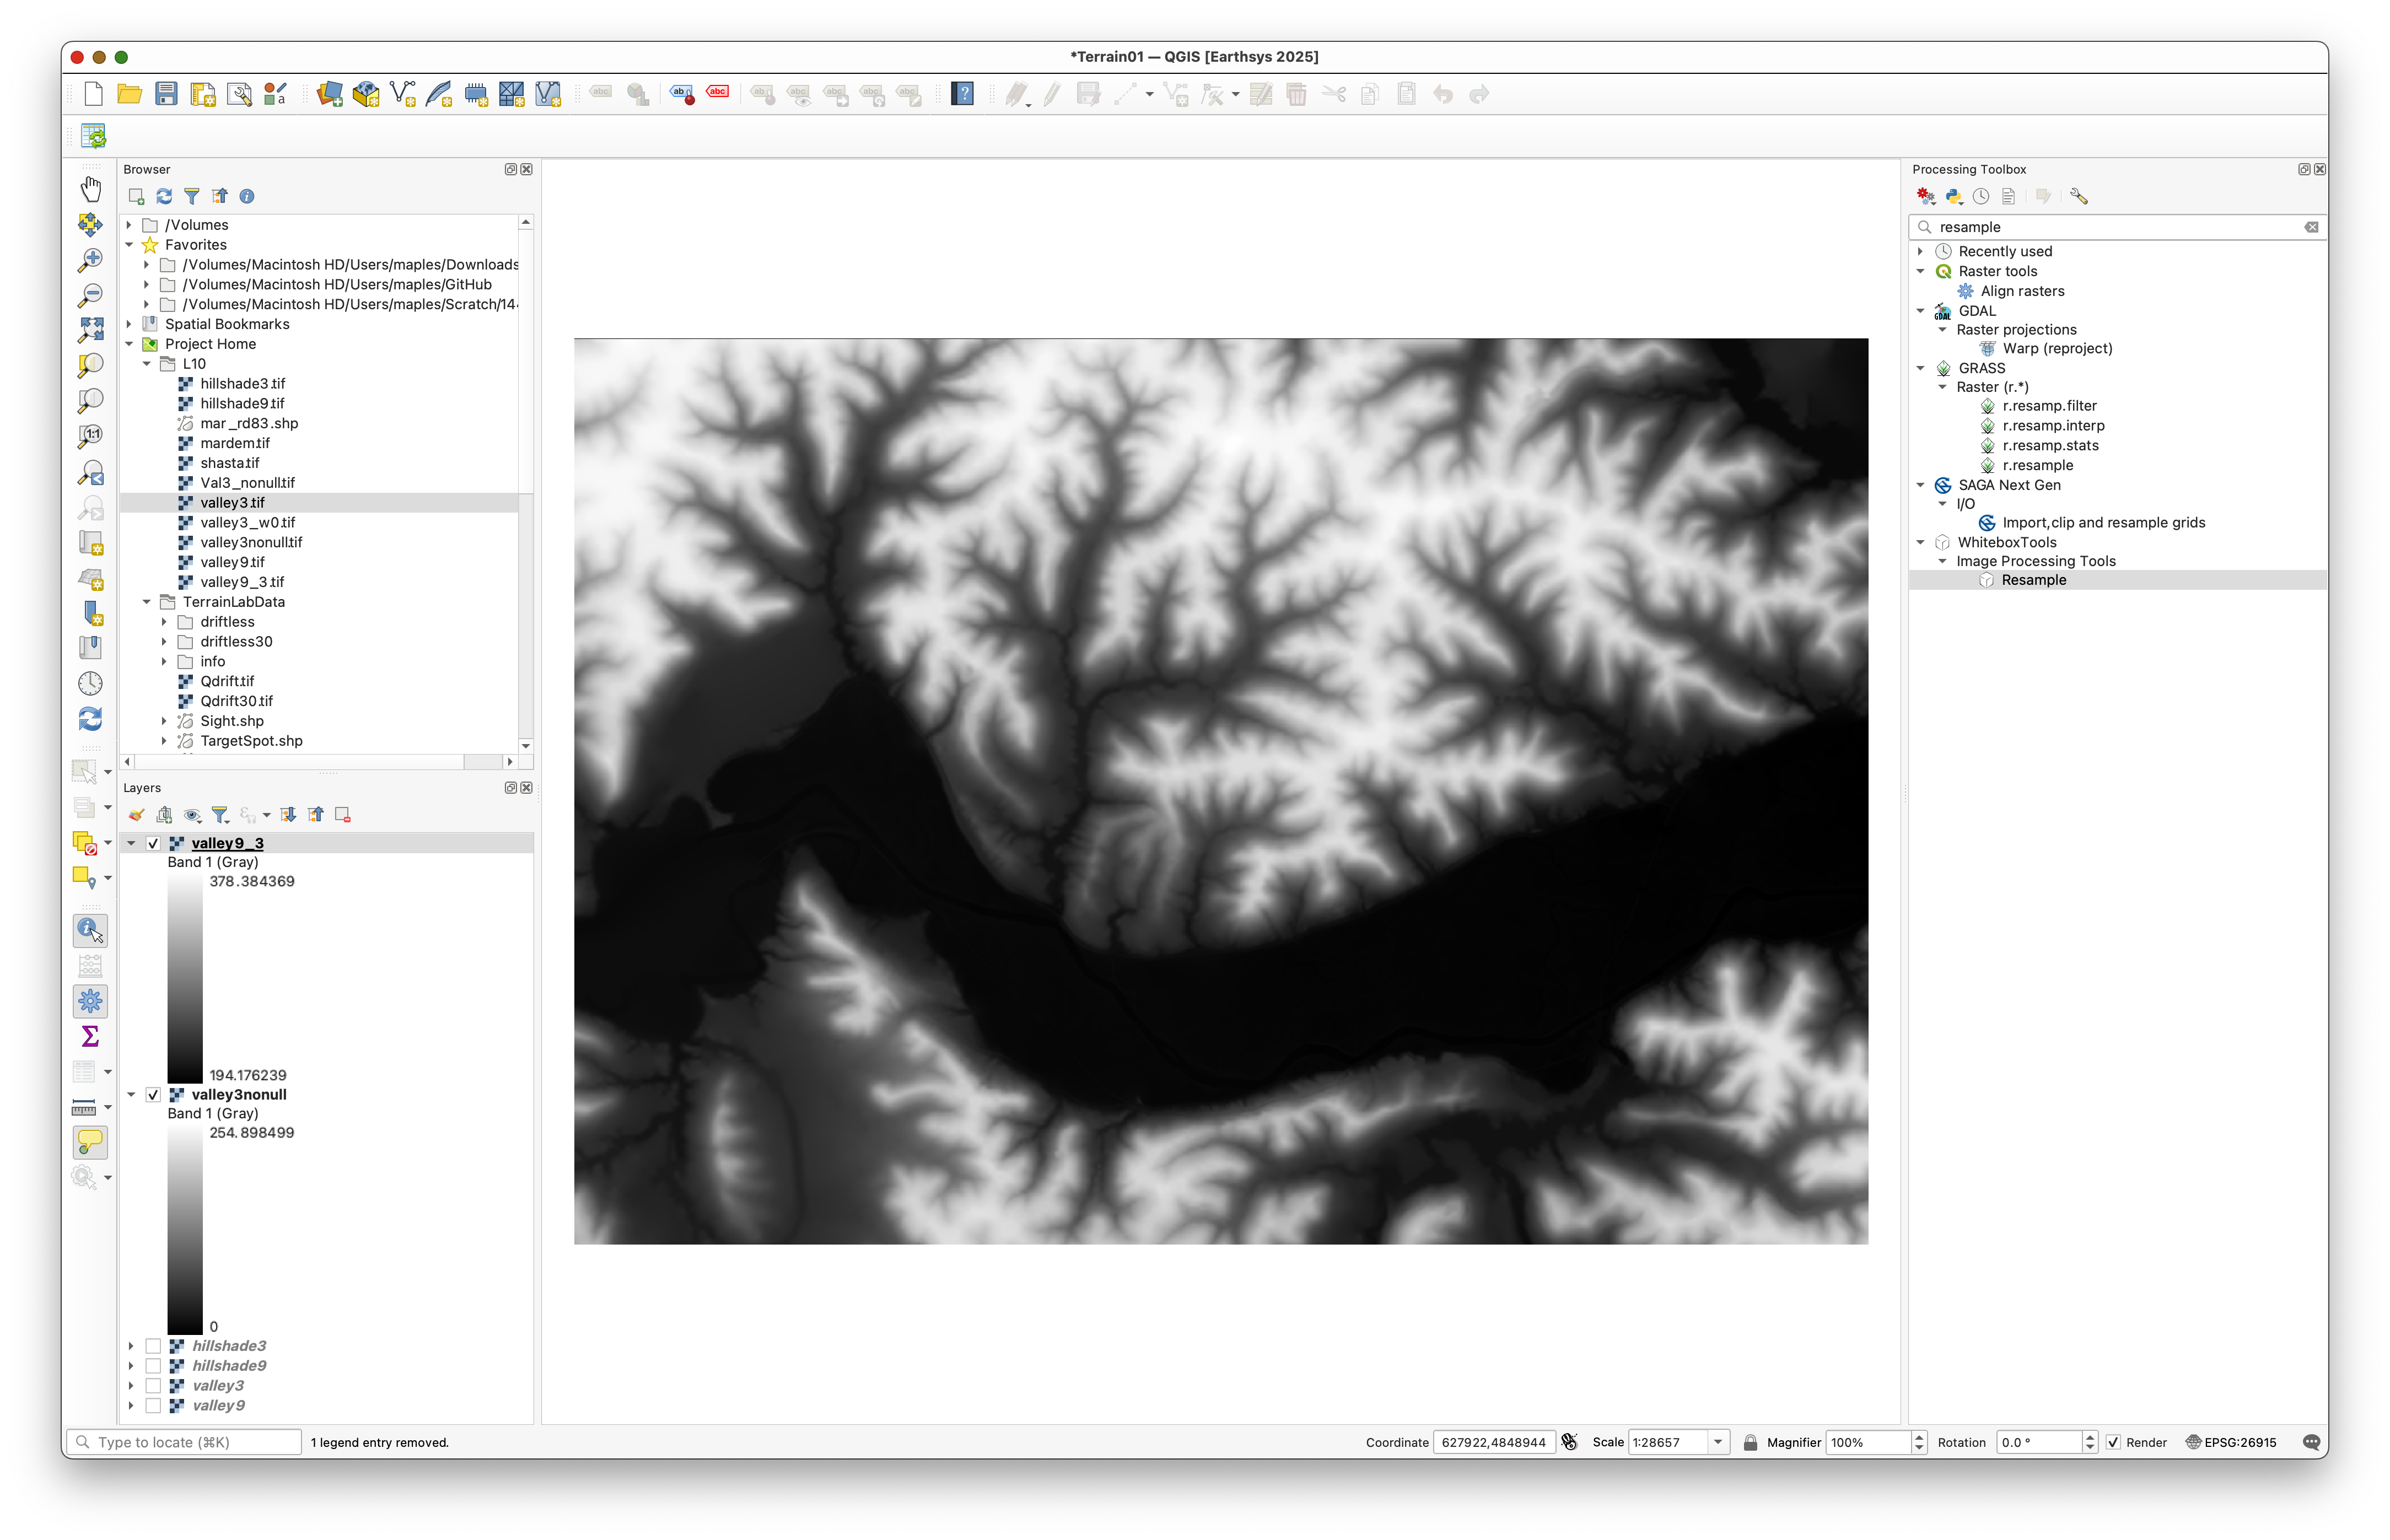 *Terrain01 — QGIS [Earthsys 2025]
Browser
/Volumes
Favorites
/Volumes/Macintosh HD/Users/maples/Downloads
/Volumes/Macintosh HD/Users/maples/GitHub
/Volumes/Macintosh HD/Users/maples/Scratch/14
Spatial Bookmarks
Project Home
L10
hillshade3.tif
hillshade9.tif
mar_rd83.shp
mardem.tif
shasta.tif
Val3_nonull.tif
valley3.tif
valley3_w0.tif
valley3nonull.tif
valley9.tif
valley9_3.tif
TerrainLabData
driftless
driftless30
info
Qdrift.tif
Qdrift30.tif
Sight.shp
TargetSpot.shp
Layers
valley9_3
Band 1 (Gray)
378.384369
194.176239
valley3nonull
Band 1 (Gray)
254.898499
0
hillshade3
hillshade9
valley3
valley9
Processing Toolbox
resample
Recently used
Raster tools
Align rasters
GDAL
Raster projections
Warp (reproject)
GRASS
Raster (r.*)
r.resamp.filter
r.resamp.interp
r.resamp.stats
r.resample
SAGA Next Gen
I/O
Import, clip and resample grids
WhiteboxTools
Image Processing Tools
Resample
Type to locate (⌘K) 1 legend entry removed. Coordinate 627922,4848944 Scale 1:28657 Magnifier 100% Rotation 0.0 ° Render EPSG:26915